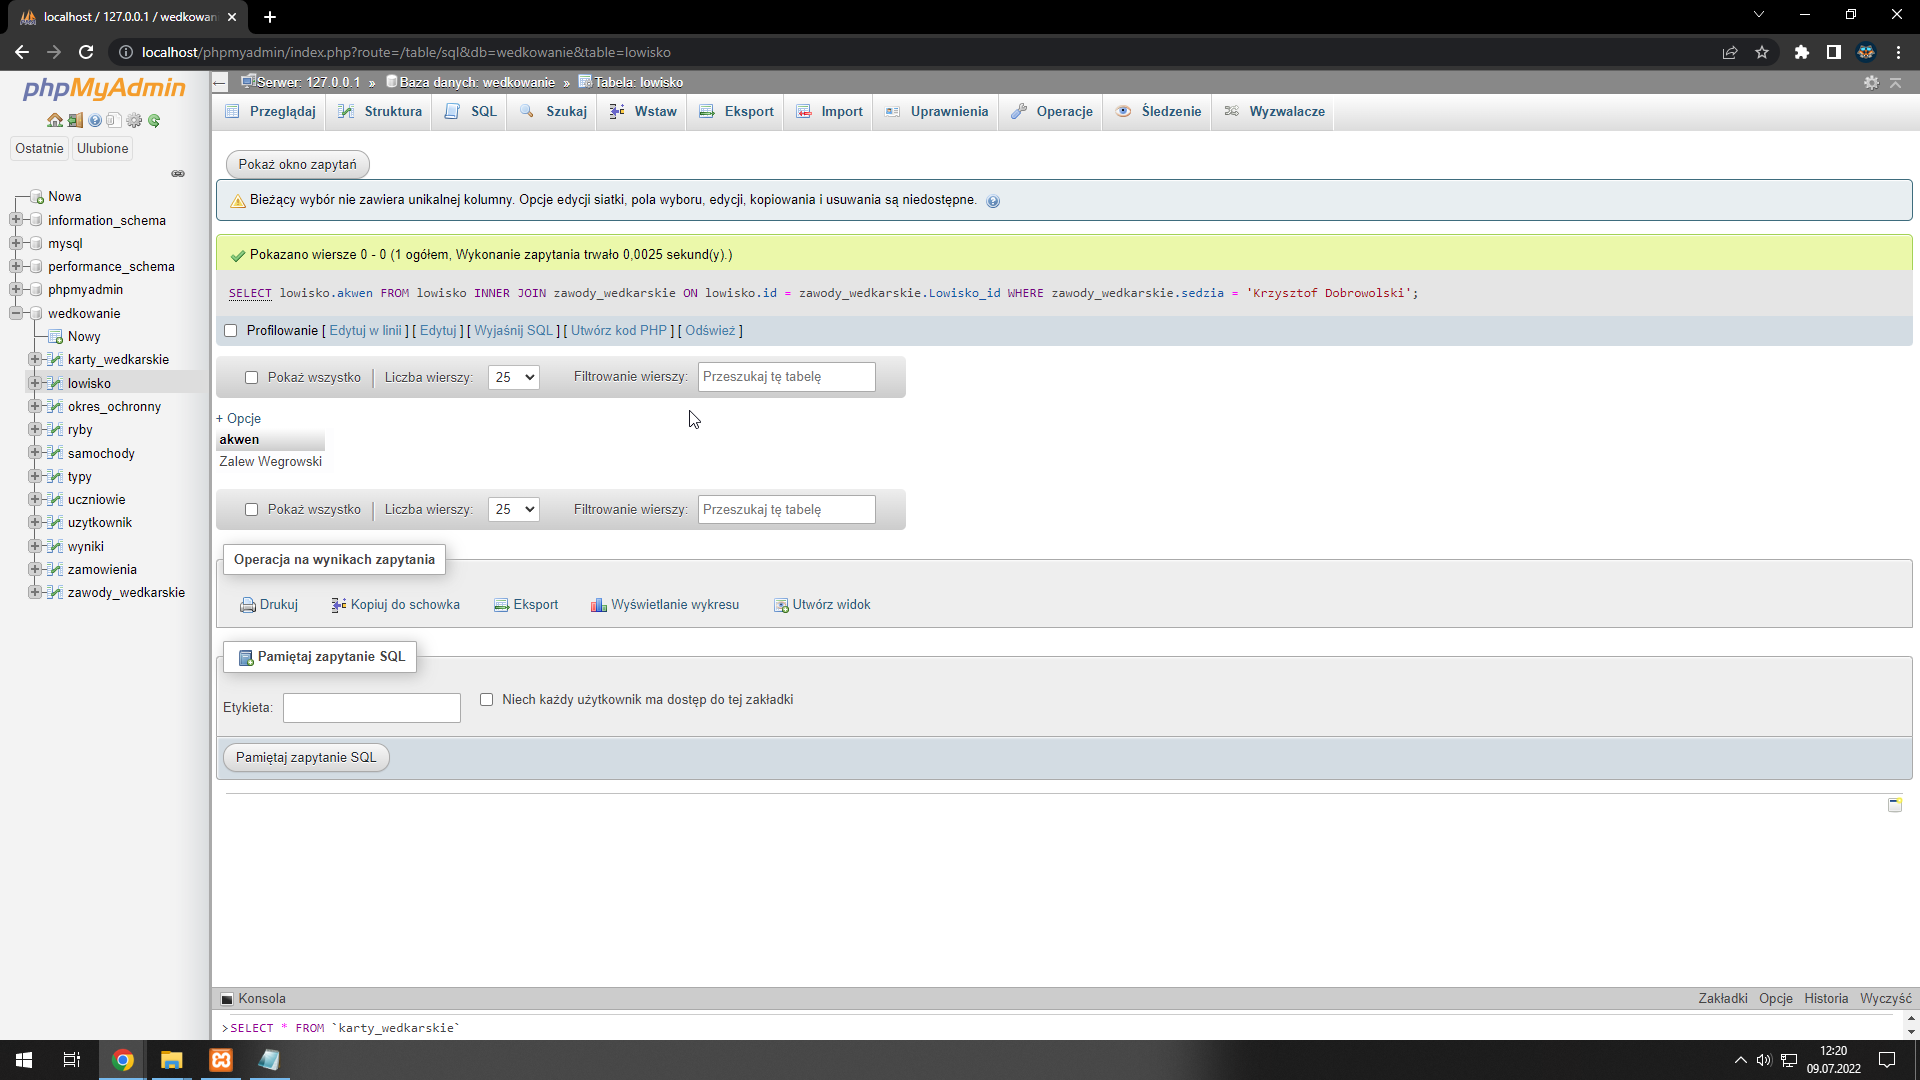 localhost / 127.0.0.1 / wedkowan
localhost/phpmyadmin/index.php?route=/table/sql&db=wedkowanie&table=lowisko
phpMyAdmin
Ostatnie Ulubione
Nowa
information_schema
mysql
performance_schema
phpmyadmin
wedkowanie
Nowy
karty_wedkarskie
lowisko
okres_ochronny
ryby
samochody
typy
uczniowie
uzytkownik
wyniki
zamowienia
zawody_wedkarskie
Serwer: 127.0.0.1 » Baza danych: wedkowanie » Tabela: lowisko
Przeglądaj Struktura SQL Szukaj Wstaw Eksport Import Uprawnienia Operacje Śledzenie Wyzwalacze
Pokaż okno zapytań
Bieżący wybór nie zawiera unikalnej kolumny. Opcje edycji siatki, pola wyboru, edycji, kopiowania i usuwania są niedostępne.
Pokazano wiersze 0 - 0 (1 ogółem, Wykonanie zapytania trwało 0,0025 sekund(y).)
SELECT lowisko.akwen FROM lowisko INNER JOIN zawody_wedkarskie ON lowisko.id = zawody_wedkarskie.Lowisko_id WHERE zawody_wedkarskie.sedzia = 'Krzysztof Dobrowolski';
Profilowanie [ Edytuj w linii ] [ Edytuj ] [ Wyjaśnij SQL ] [ Utwórz kod PHP ] [ Odśwież ]
Pokaż wszystko Liczba wierszy: 25 Filtrowanie wierszy: Przeszukaj tę tabelę
+ Opcje
akwen
Zalew Wegrowski
Pokaż wszystko Liczba wierszy: 25 Filtrowanie wierszy: Przeszukaj tę tabelę
Operacja na wynikach zapytania
Drukuj Kopiuj do schowka Eksport Wyświetlanie wykresu Utwórz widok
Pamiętaj zapytanie SQL
Etykieta: Niech każdy użytkownik ma dostęp do tej zakładki
Pamiętaj zapytanie SQL
Konsola Zakładki Opcje Historia Wyczyść
>SELECT * FROM `karty_wedkarskie`
12:20
09.07.2022